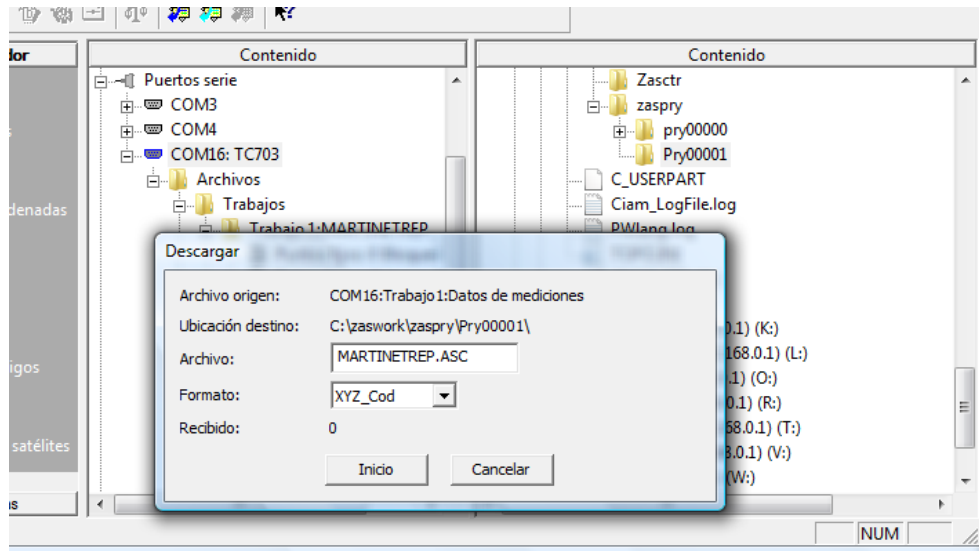 dor
Contenido
Contenido
Puertos serie
COM3
COM4
COM16: TC703
Archivos
Trabajos
Trabajo 1:MARTINETREP
Zasctr
zaspry
pry00000
Pry00001
C_USERPART
Ciam_LogFile.log
PWlang.log
denadas
igos
satélites
as
Descargar
Archivo origen: COM16:Trabajo1:Datos de mediciones
Ubicación destino: C:\zaswork\zaspry\Pry00001\
Archivo: MARTINETREP.ASC
Formato: XYZ_Cod
Recibido: 0
Inicio Cancelar
0.1) (K:)
168.0.1) (L:)
.1) (O:)
0.1) (R:)
68.0.1) (T:)
8.0.1) (V:)
(W:)
NUM